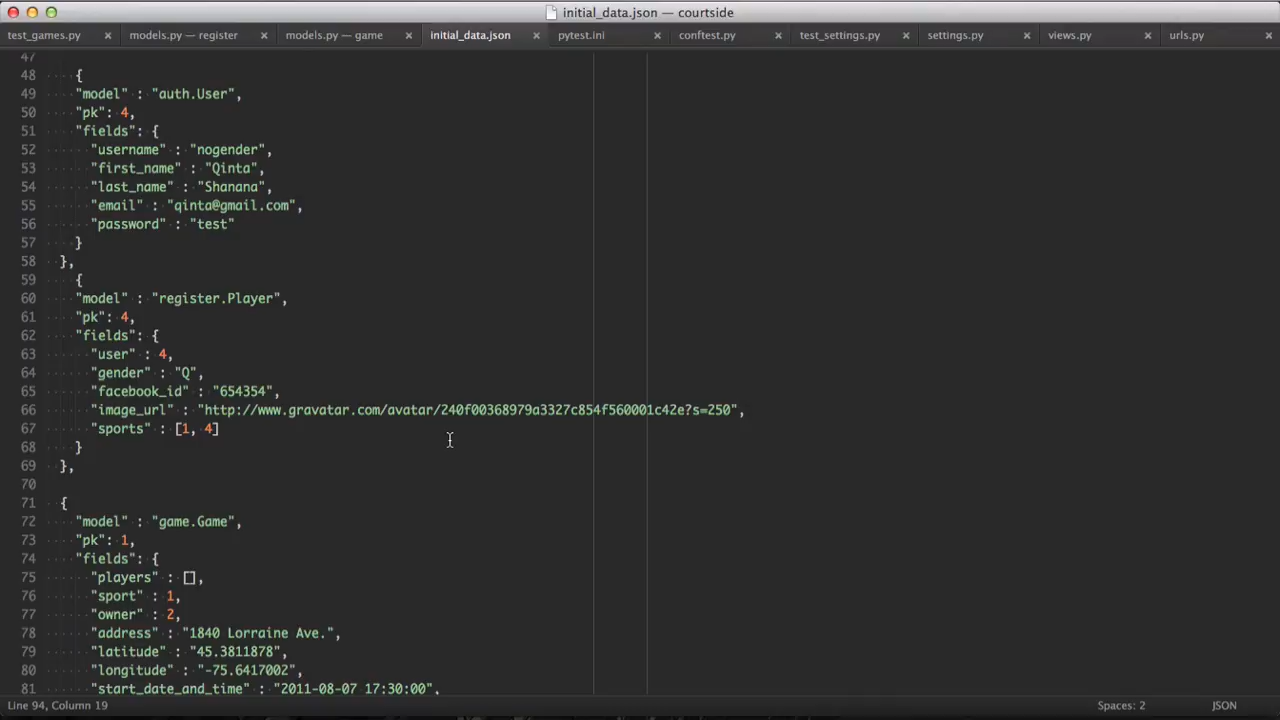 initial_data.json — courtside
test_games.py × models.py — register × models.py — game × initial_data.json × pytest.ini × conftest.py × test_settings.py × settings.py × views.py × urls.py ×
47
48 {
49 "model" : "auth.User",
50 "pk": 4,
51 "fields": {
52 "username" : "nogender",
53 "first_name" : "Qinta",
54 "last_name" : "Shanana",
55 "email" : "qinta@gmail.com",
56 "password" : "test"
57 }
58 },
59 {
60 "model" : "register.Player",
61 "pk": 4,
62 "fields": {
63 "user" : 4,
64 "gender" : "Q",
65 "facebook_id" : "654354",
66 "image_url" : "http://www.gravatar.com/avatar/240f00368979a3327c854f560001c42e?s=250",
67 "sports" : [1, 4]
68 }
69 },
70
71 {
72 "model" : "game.Game",
73 "pk": 1,
74 "fields": {
75 "players" : [],
76 "sport" : 1,
77 "owner" : 2,
78 "address" : "1840 Lorraine Ave.",
79 "latitude" : "45.3811878",
80 "longitude" : "-75.6417002",
81 "start_date_and_time" : "2011-08-07 17:30:00",
Line 94, Column 19 Spaces: 2 JSON